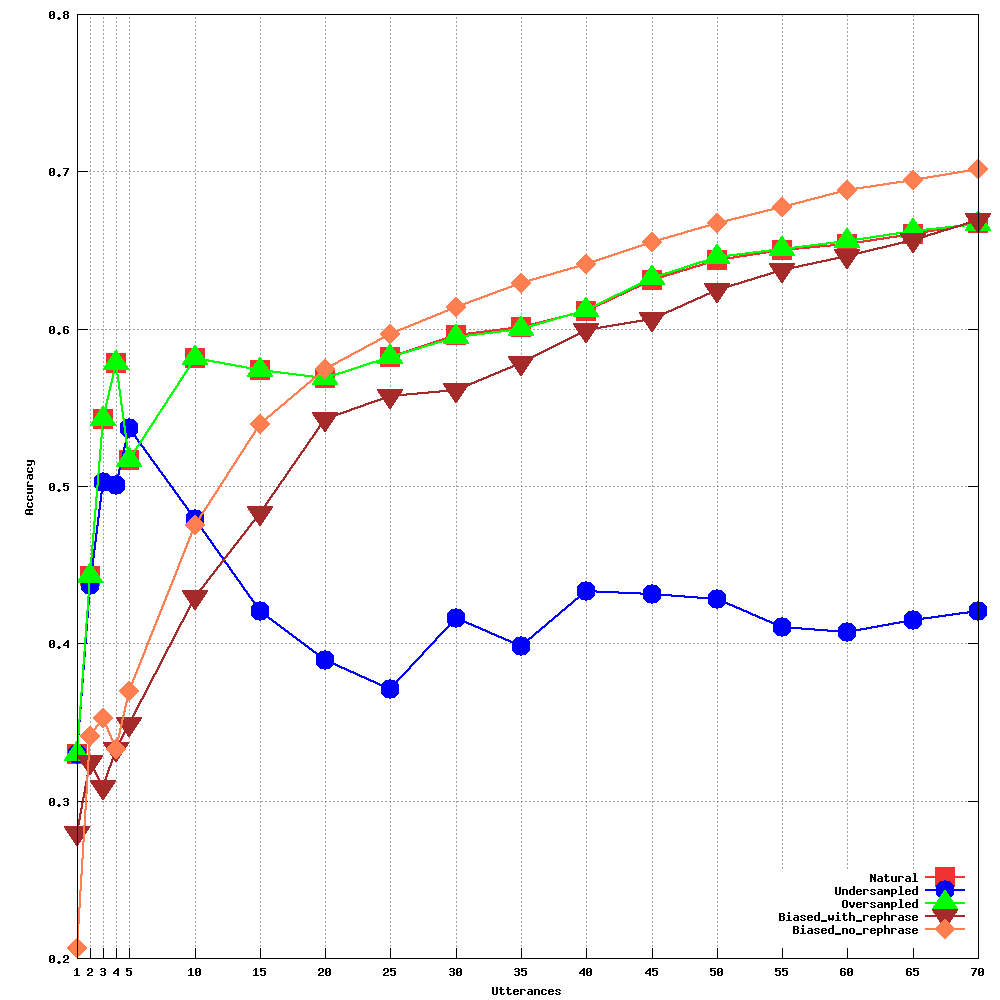 0.8
0.7
0.6
0.5
0.4
0.3
0.2
Accuracy
1 2 3 4 5 10 15 20 25 30 35 40 45 50 55 60 65 70
Utterances
Natural
Undersampled
Oversampled
Biased_with_rephrase
Biased_no_rephrase